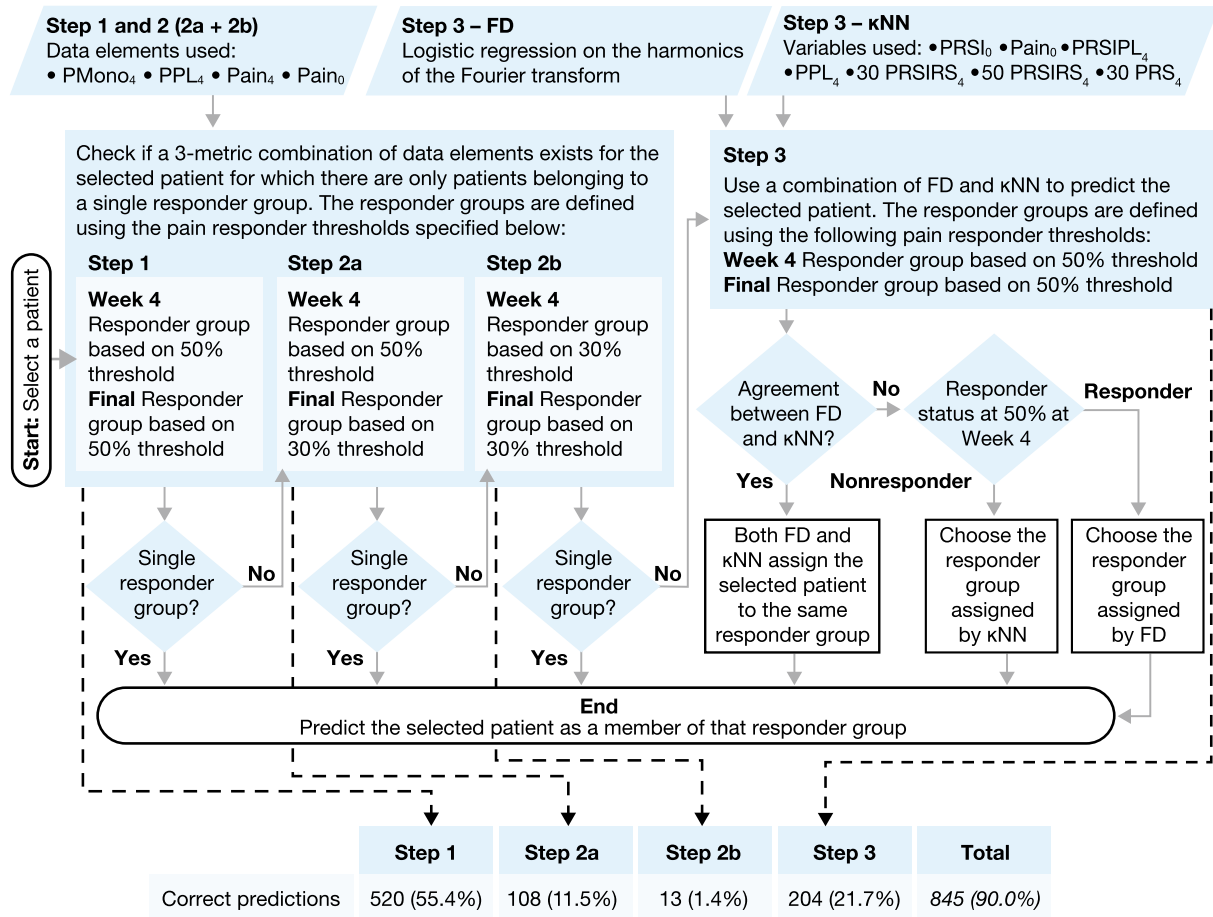 Step 1 and 2 (2a + 2b)
Data elements used:
• PMono₄ • PPL₄ • Pain₄ • Pain₀
Step 3 – FD
Logistic regression on the harmonics
of the Fourier transform
Step 3 – κNN
Variables used: •PRSI₀ •Pain₀ •PRSIPL₄
•PPL₄ •30 PRSIRS₄ •50 PRSIRS₄ •30 PRS₄
Start: Select a patient
Check if a 3-metric combination of data elements exists for the
selected patient for which there are only patients belonging to
a single responder group. The responder groups are defined
using the pain responder thresholds specified below:
Step 1
Week 4
Responder group
based on 50%
threshold
Final Responder
group based on
50% threshold
Step 2a
Week 4
Responder group
based on 50%
threshold
Final Responder
group based on
30% threshold
Step 2b
Week 4
Responder group
based on 30%
threshold
Final Responder
group based on
30% threshold
Step 3
Use a combination of FD and κNN to predict the
selected patient. The responder groups are defined
using the following pain responder thresholds:
Week 4 Responder group based on 50% threshold
Final Responder group based on 50% threshold
Single
responder
group?
No
Yes
Single
responder
group?
No
Yes
Single
responder
group?
No
Yes
Agreement
between FD
and κNN?
No
Yes
Responder
status at 50% at
Week 4
Responder
Nonresponder
Both FD and
κNN assign the
selected patient
to the same
responder group
Choose the
responder
group
assigned
by κNN
Choose the
responder
group
assigned
by FD
End
Predict the selected patient as a member of that responder group
Step 1 Step 2a Step 2b Step 3 Total
Correct predictions 520 (55.4%) 108 (11.5%) 13 (1.4%) 204 (21.7%) 845 (90.0%)